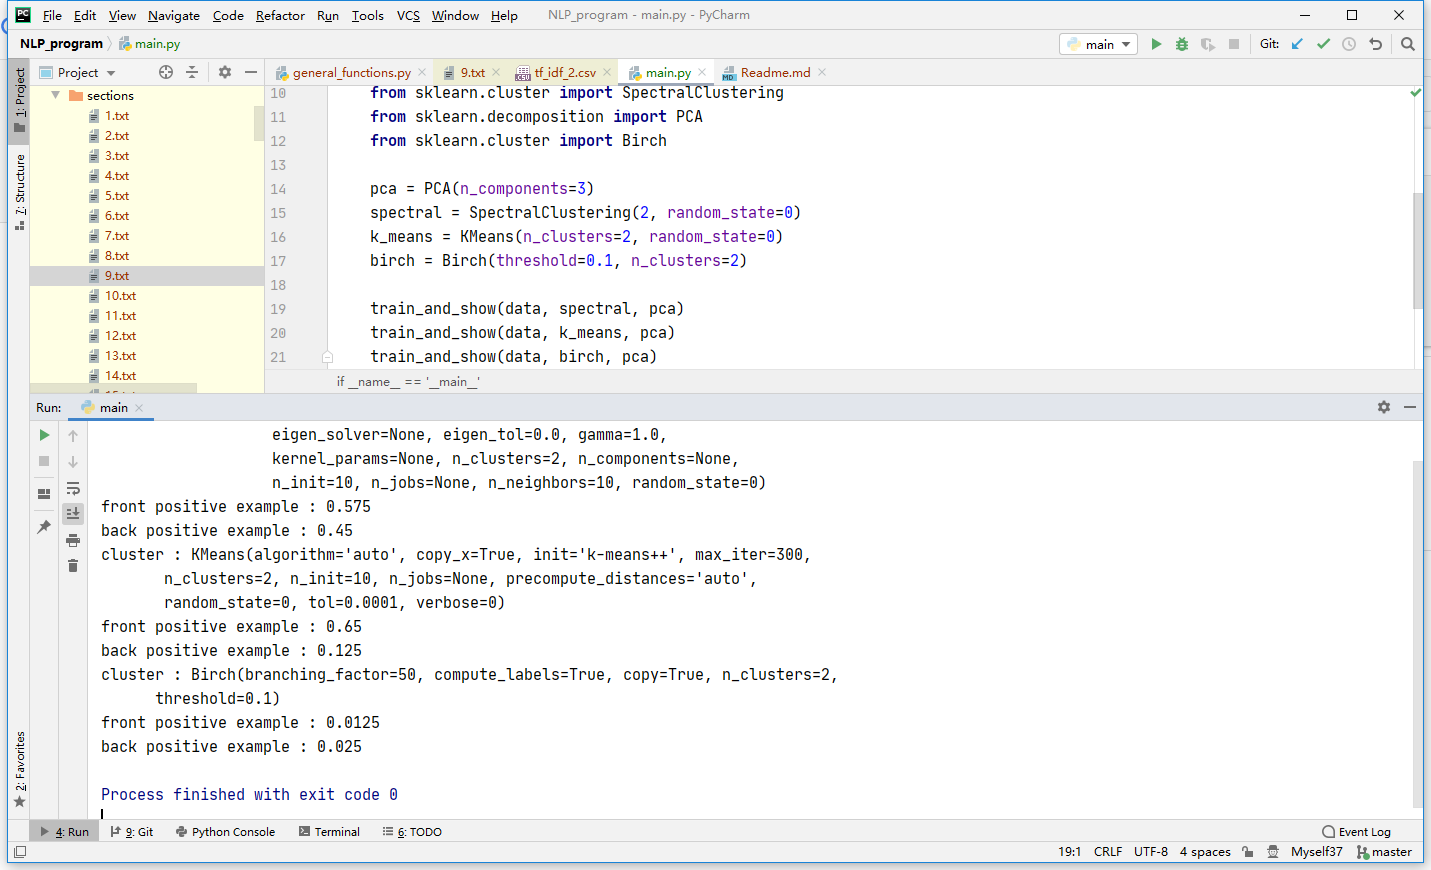 File Edit View Navigate Code Refactor Run Tools VCS Window Help NLP_program - main.py - PyCharm
NLP_program main.py main Git:
1: Project
7: Structure
2: Favorites
Project
sections
1.txt
2.txt
3.txt
4.txt
5.txt
6.txt
7.txt
8.txt
9.txt
10.txt
11.txt
12.txt
13.txt
14.txt
general_functions.py 9.txt tf_idf_2.csv main.py Readme.md
10 from sklearn.cluster import SpectralClustering
11 from sklearn.decomposition import PCA
12 from sklearn.cluster import Birch
13
14 pca = PCA(n_components=3)
15 spectral = SpectralClustering(2, random_state=0)
16 k_means = KMeans(n_clusters=2, random_state=0)
17 birch = Birch(threshold=0.1, n_clusters=2)
18
19 train_and_show(data, spectral, pca)
20 train_and_show(data, k_means, pca)
21 train_and_show(data, birch, pca)
if __name__ == '__main__'
Run: main
eigen_solver=None, eigen_tol=0.0, gamma=1.0,
kernel_params=None, n_clusters=2, n_components=None,
n_init=10, n_jobs=None, n_neighbors=10, random_state=0)
front positive example : 0.575
back positive example : 0.45
cluster : KMeans(algorithm='auto', copy_x=True, init='k-means++', max_iter=300,
n_clusters=2, n_init=10, n_jobs=None, precompute_distances='auto',
random_state=0, tol=0.0001, verbose=0)
front positive example : 0.65
back positive example : 0.125
cluster : Birch(branching_factor=50, compute_labels=True, copy=True, n_clusters=2,
threshold=0.1)
front positive example : 0.0125
back positive example : 0.025
Process finished with exit code 0
4: Run 9: Git Python Console Terminal 6: TODO Event Log
19:1 CRLF UTF-8 4 spaces Myself37 master